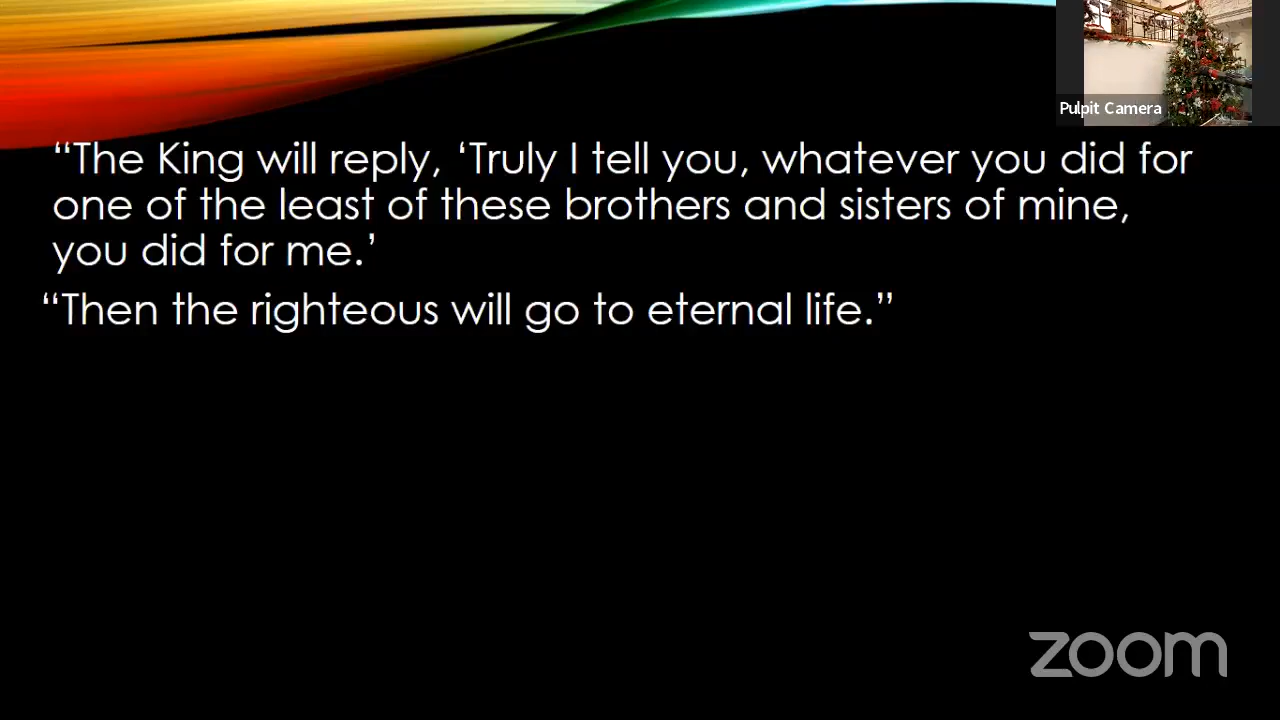 Pulpit Camera
“The King will reply, ‘Truly I tell you, whatever you did for
one of the least of these brothers and sisters of mine,
you did for me.’
“Then the righteous will go to eternal life.”
zoom